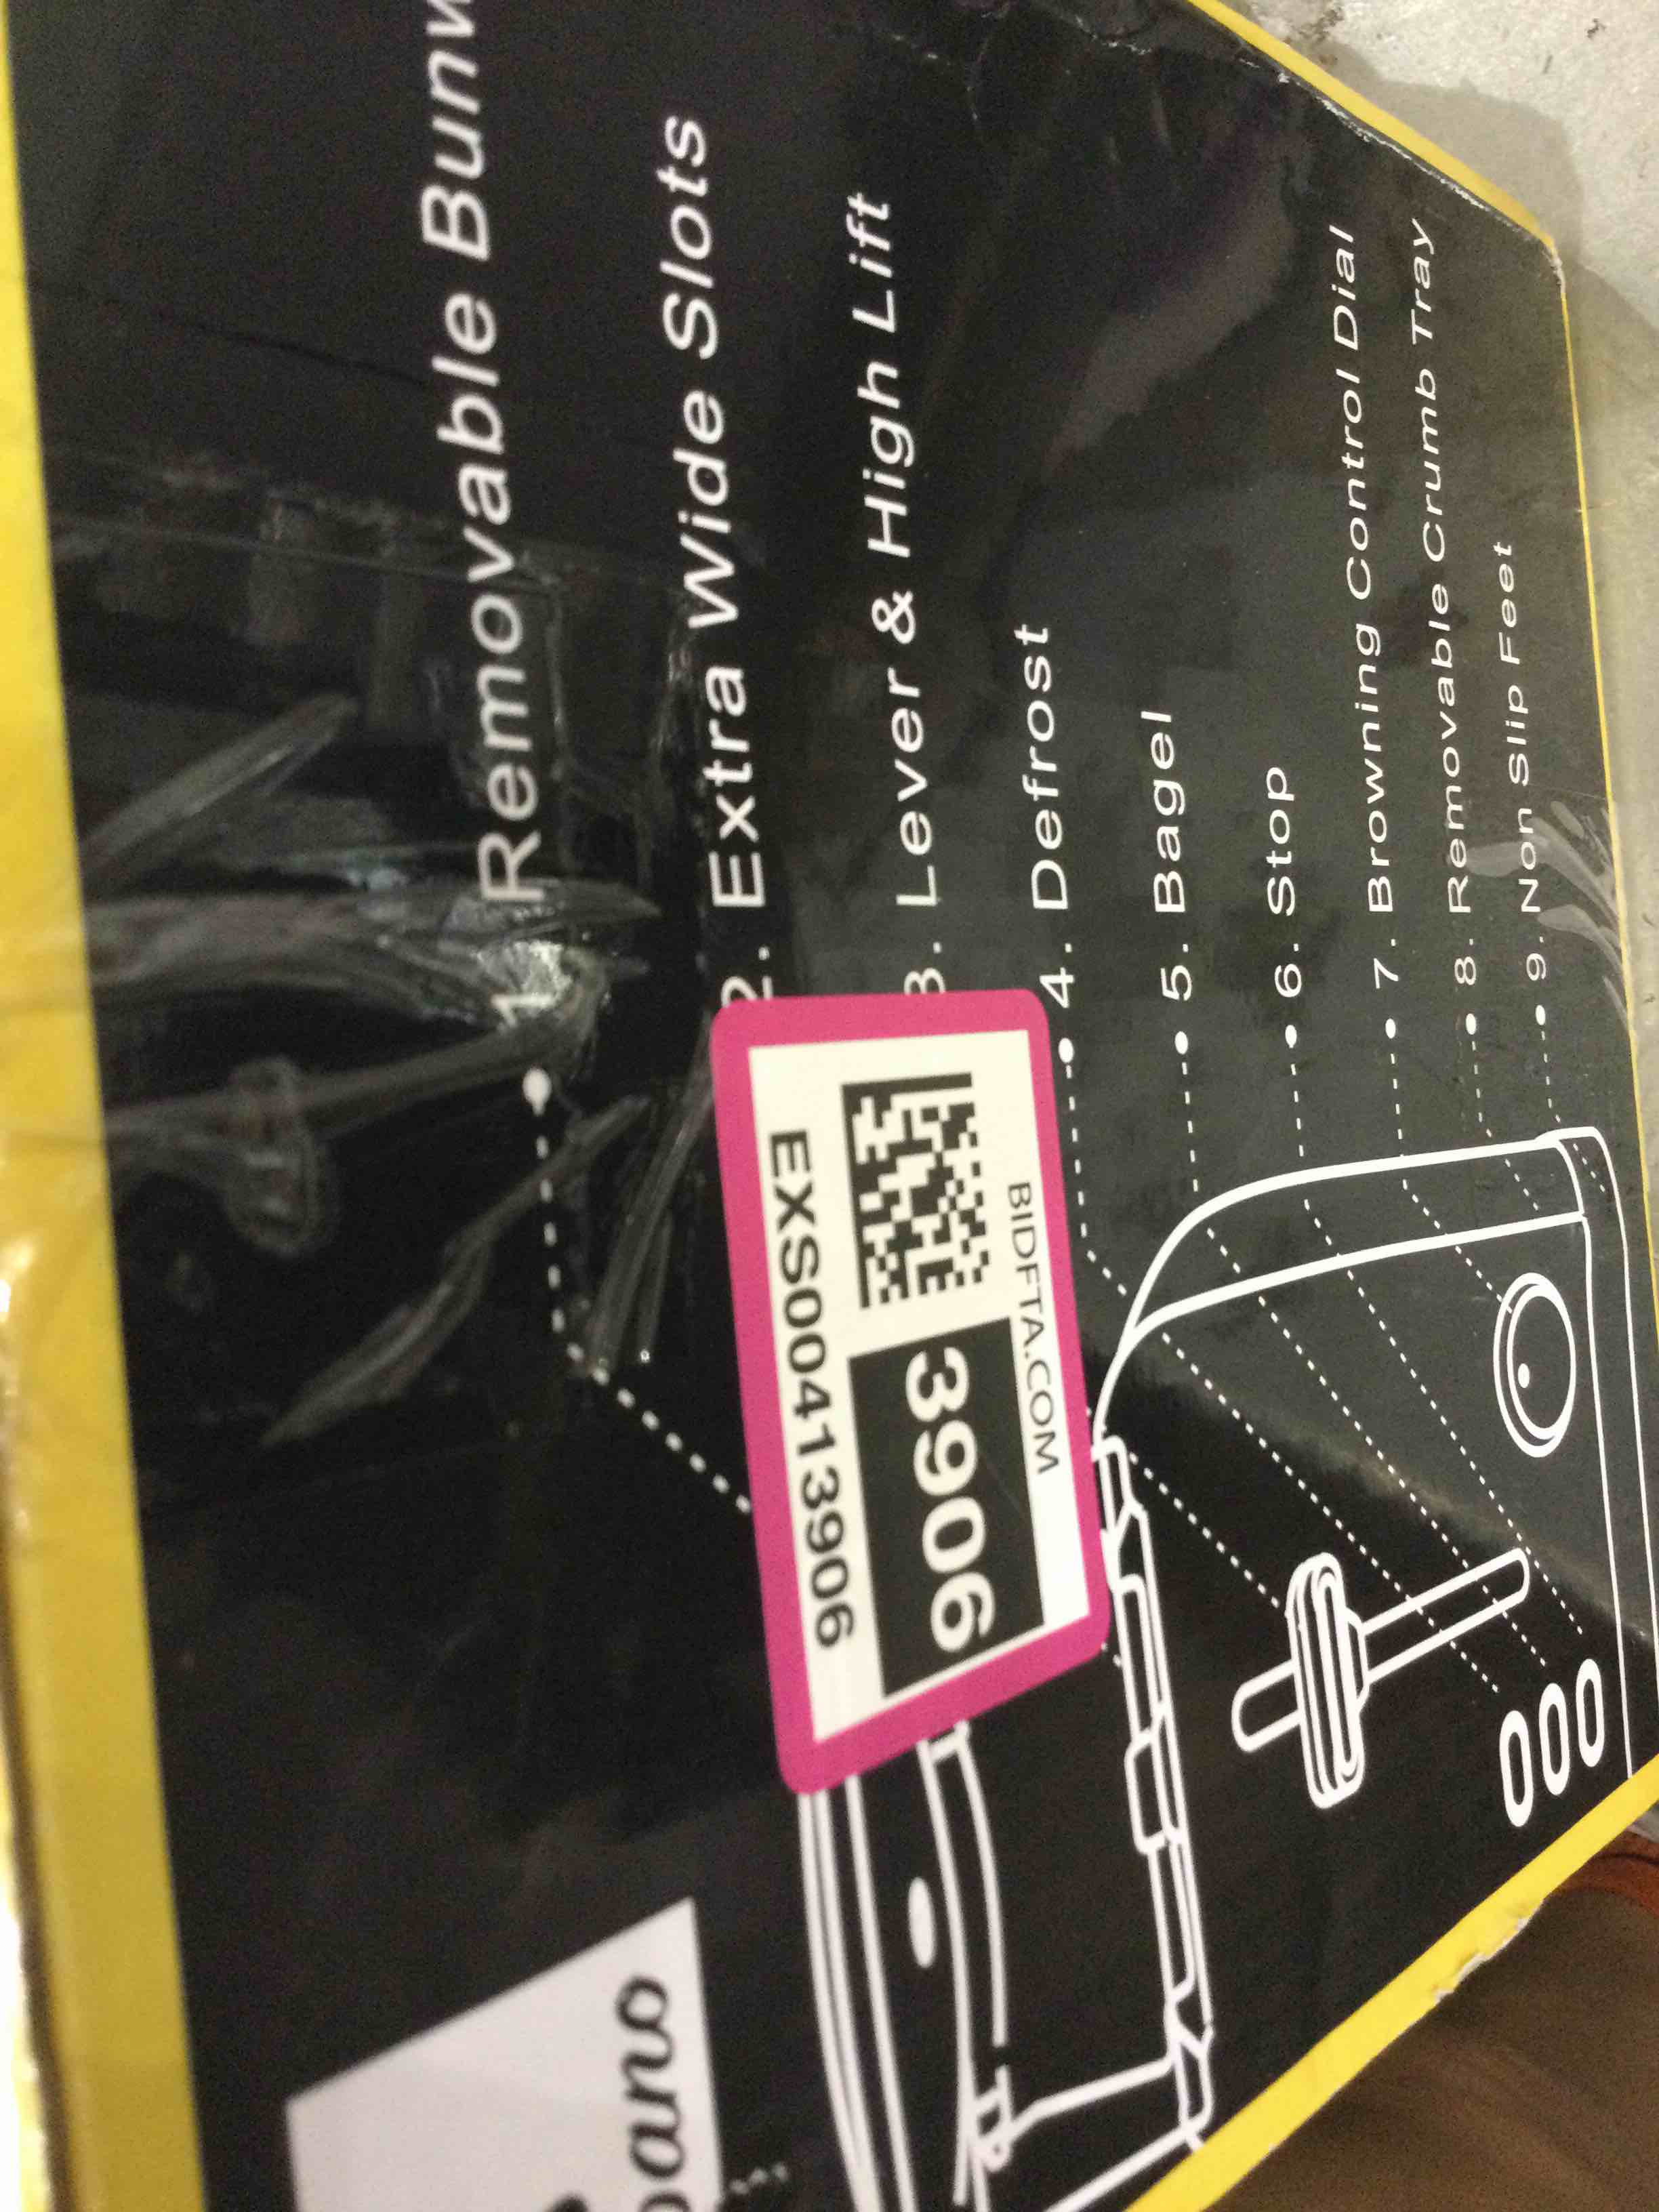 1. Removable Bunw
2. Extra Wide Slots
3. Lever & High Lift
4. Defrost
5. Bagel
6. Stop
7. Browning Control Dial
8. Removable Crumb Tray
9. Non Slip Feet
EXS00413906
3906
BIDFTA.COM